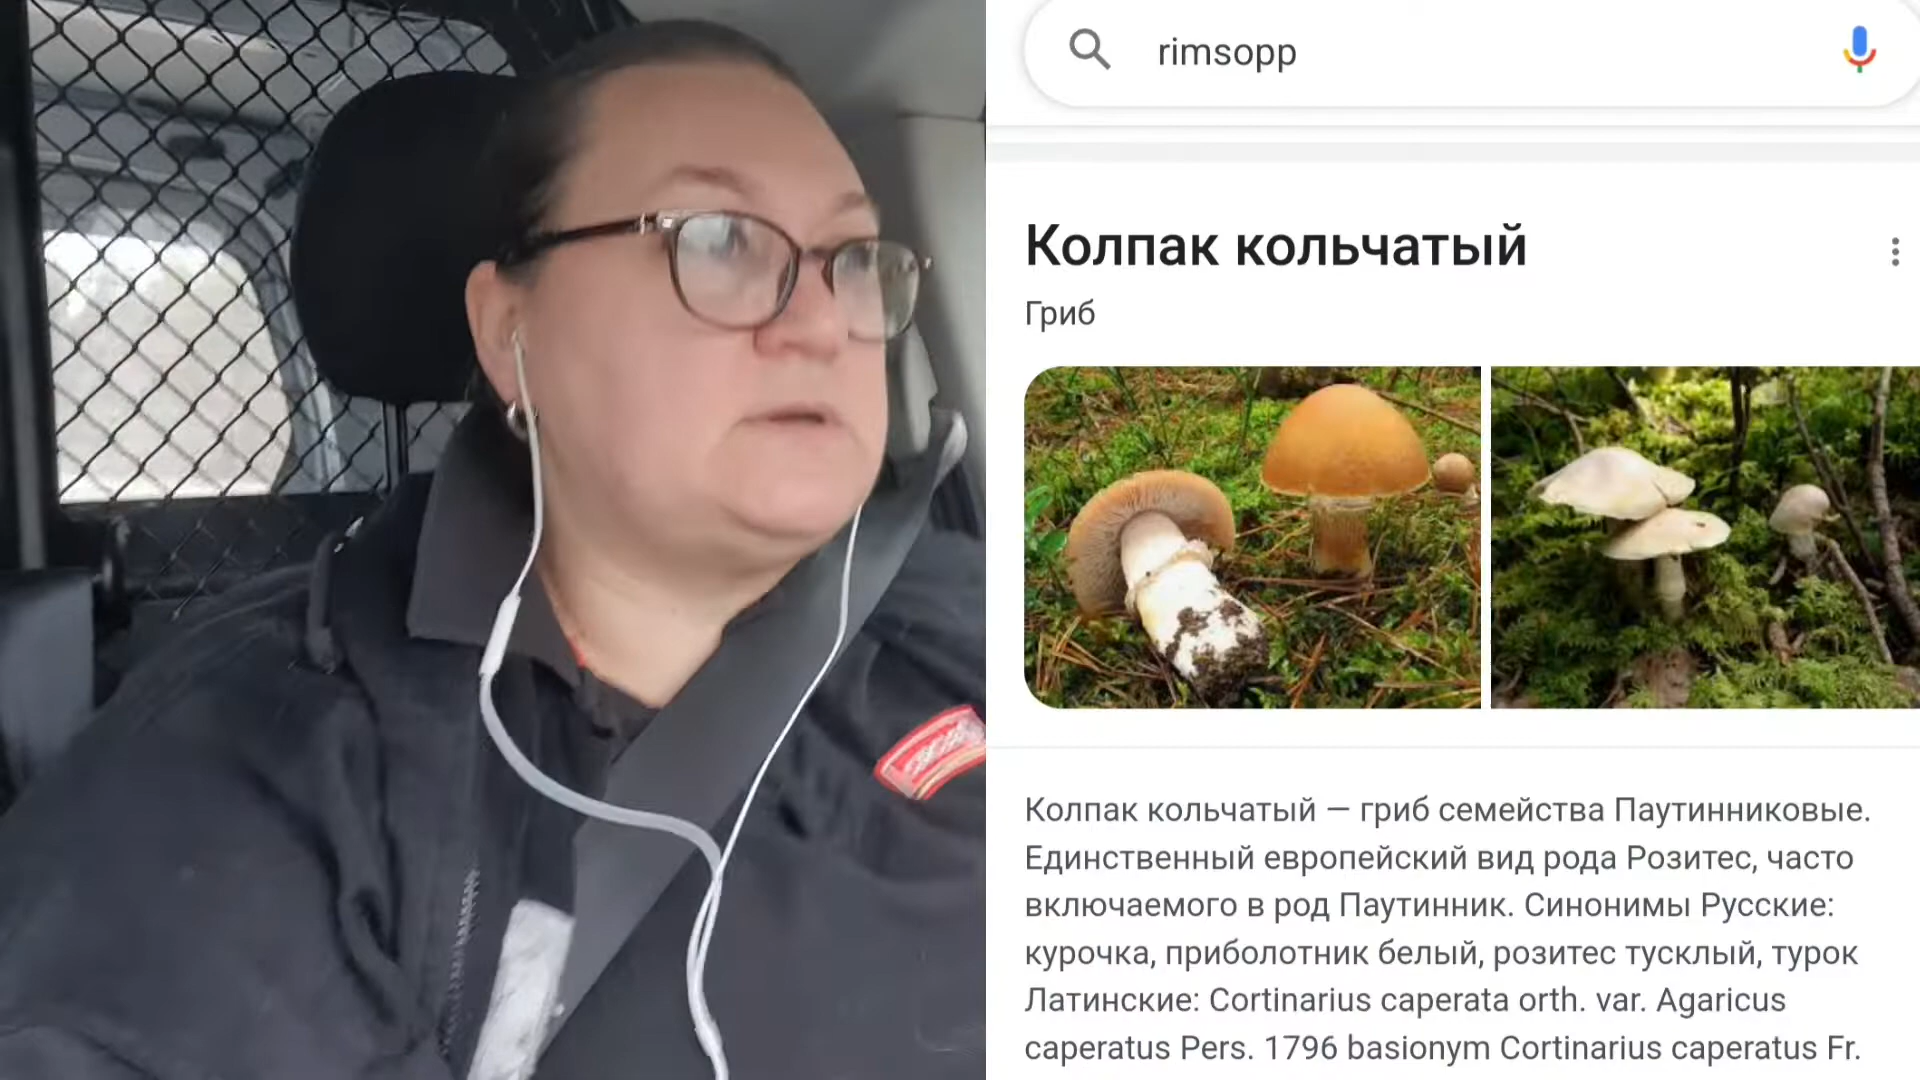 rimsopp
Колпак кольчатый
Гриб
Колпак кольчатый — гриб семейства Паутинниковые.
Единственный европейский вид рода Розитес, часто
включаемого в род Паутинник. Синонимы Русские:
курочка, приболотник белый, розитес тусклый, турок
Латинские: Cortinarius caperata orth. var. Agaricus
caperatus Pers. 1796 basionym Cortinarius caperatus Fr.